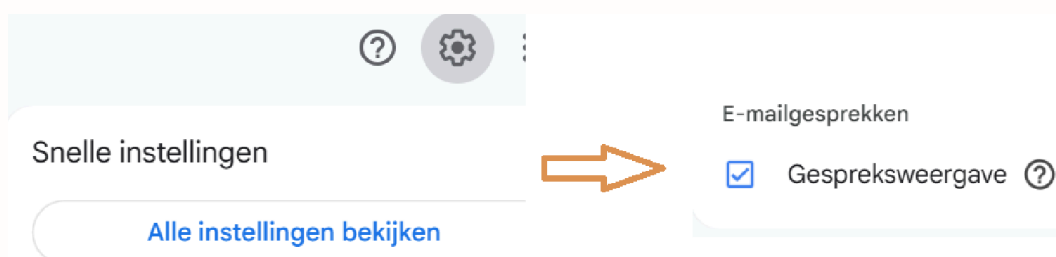 Snelle instellingen
Alle instellingen bekijken
E-mailgesprekken
Gespreksweergave